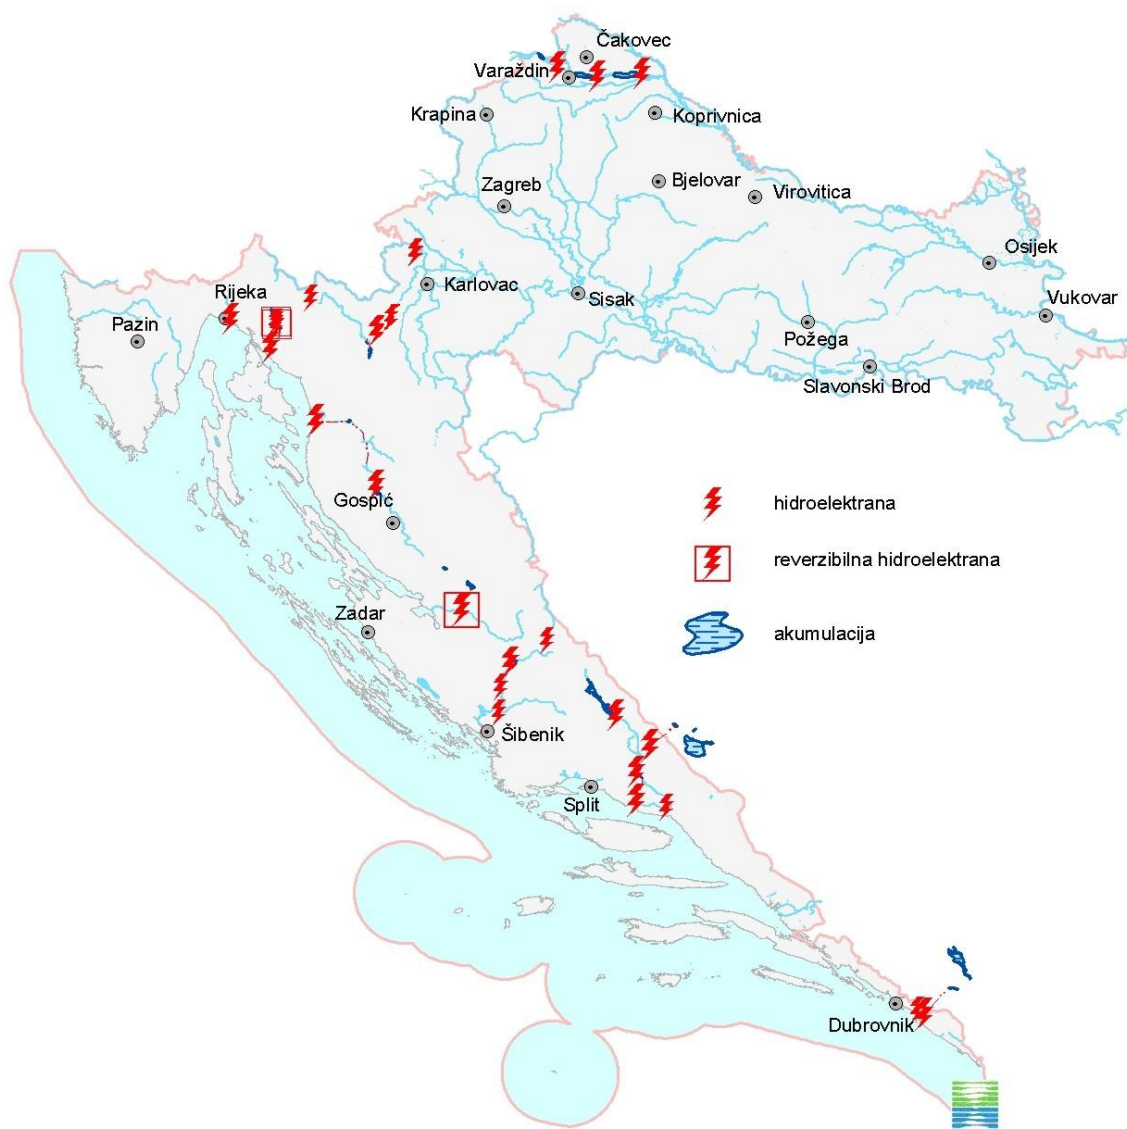 Čakovec
Varaždin
Krapina
Koprivnica
Zagreb
Bjelovar
Virovitica
Osijek
Rijeka
Karlovac
Sisak
Vukovar
Pazin
Požega
Slavonski Brod
Gospić
hidroelektrana
reverzibilna hidroelektrana
Zadar
akumulacija
Šibenik
Split
Dubrovnik